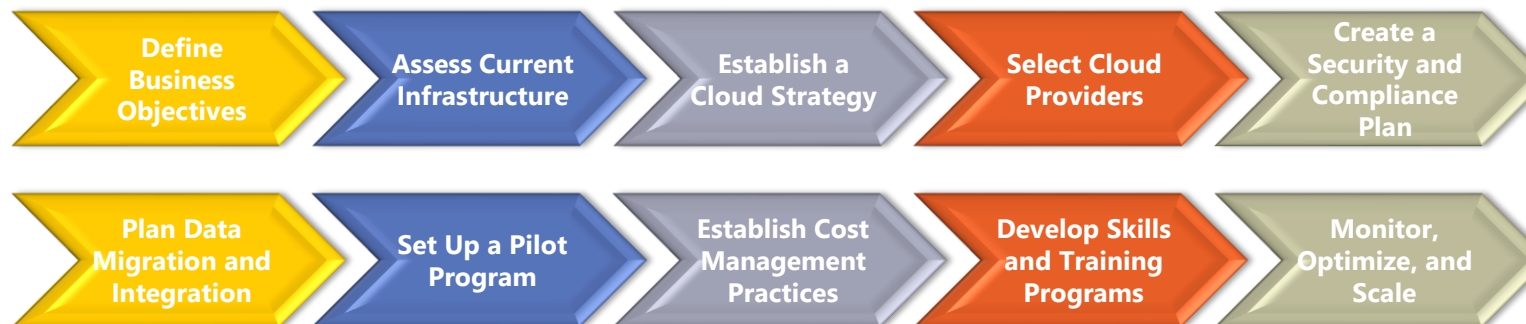 Define
Business
Objectives
Assess Current
Infrastructure
Establish a
Cloud Strategy
Select Cloud
Providers
Create a
Security and
Compliance
Plan
Plan Data
Migration and
Integration
Set Up a Pilot
Program
Establish Cost
Management
Practices
Develop Skills
and Training
Programs
Monitor,
Optimize, and
Scale